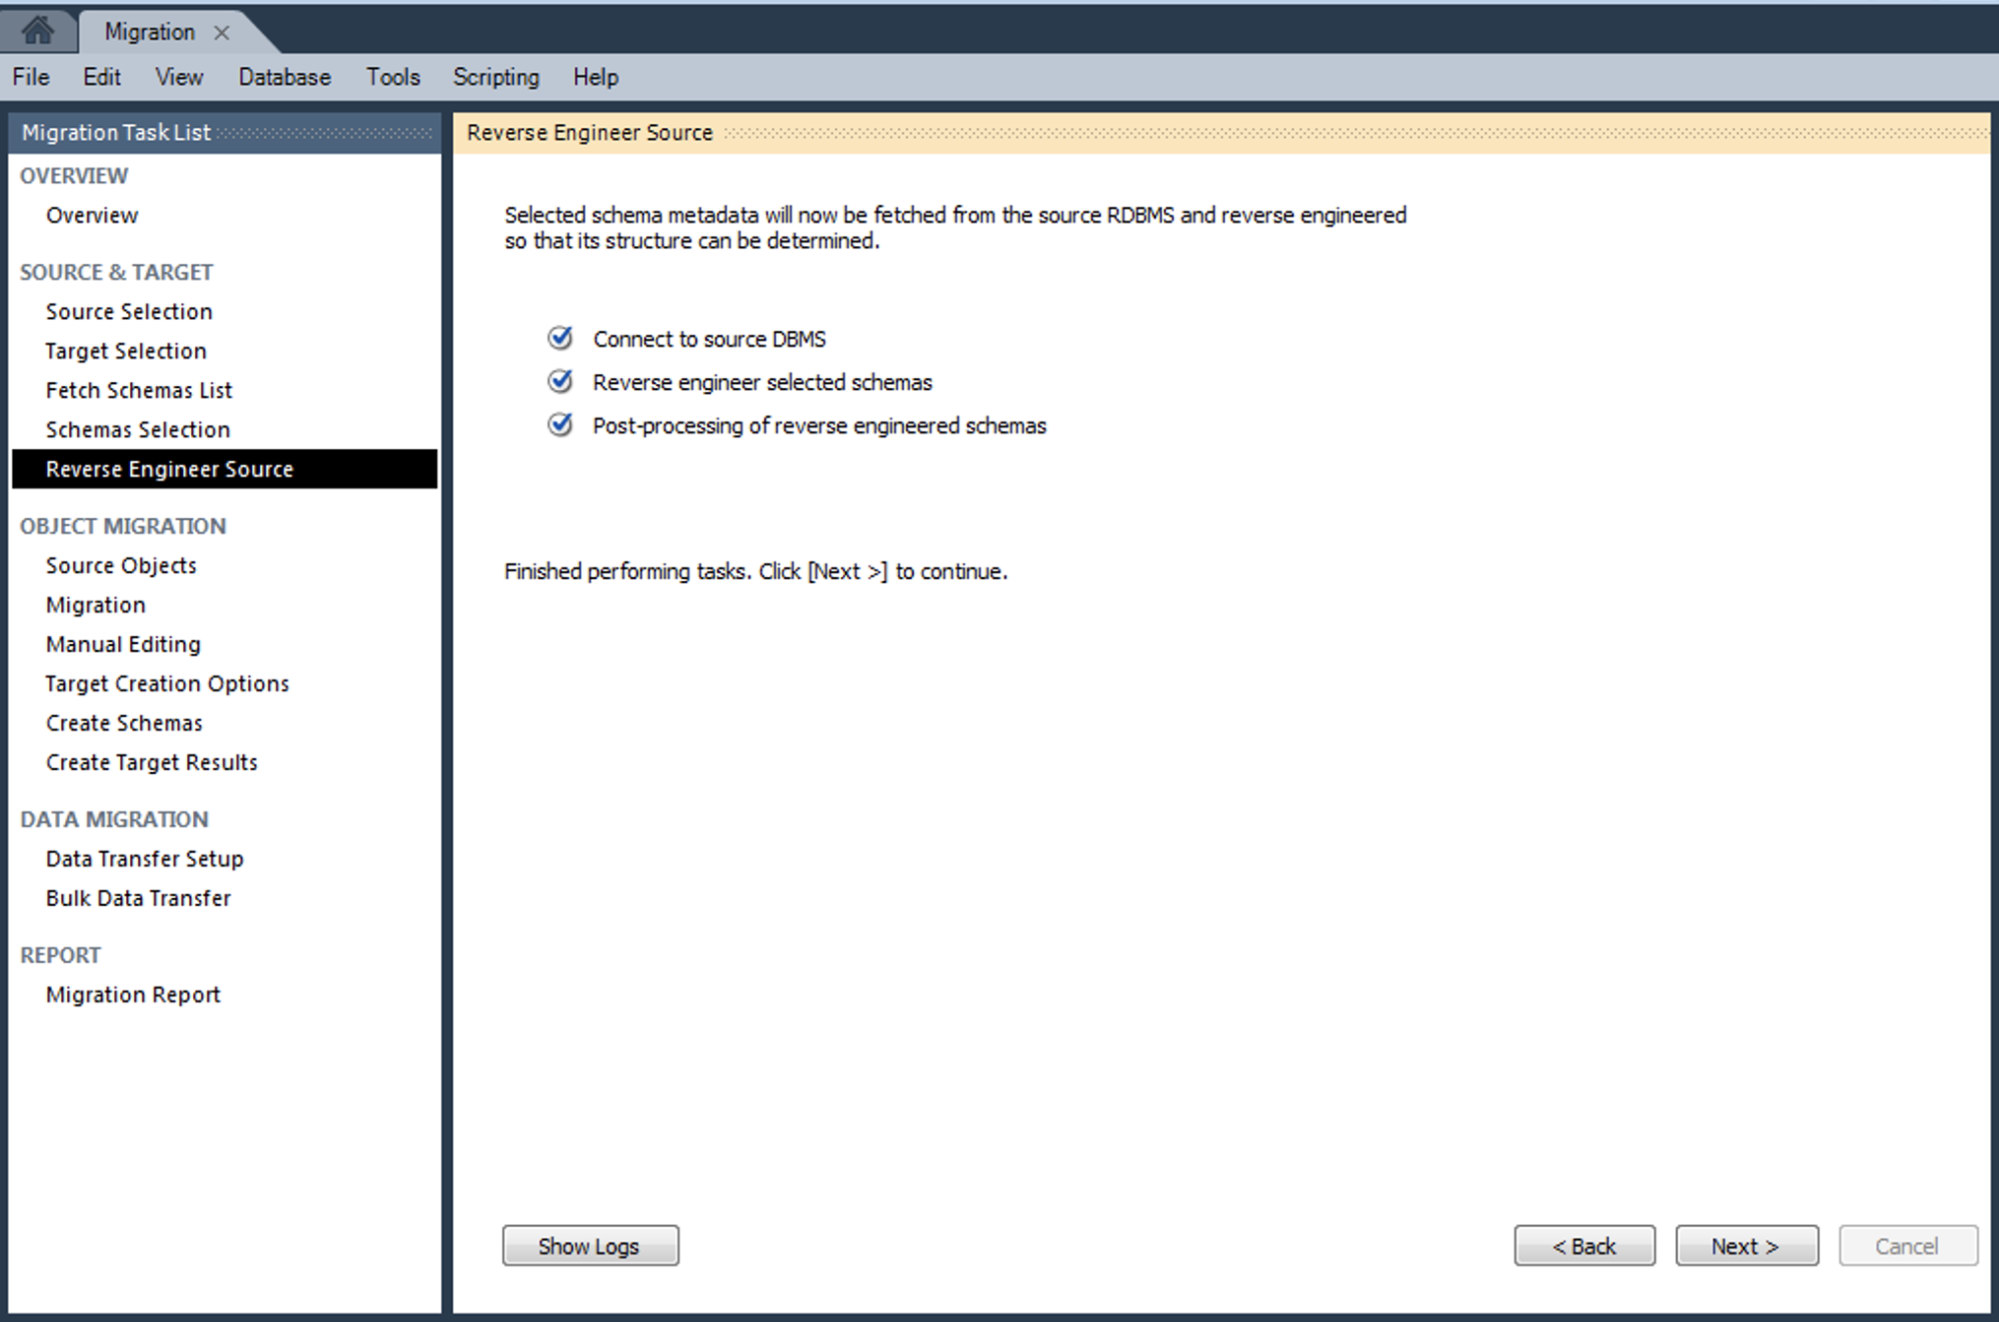 Migration
File Edit View Database Tools Scripting Help
Migration Task List
OVERVIEW
Overview
SOURCE & TARGET
Source Selection
Target Selection
Fetch Schemas List
Schemas Selection
Reverse Engineer Source
OBJECT MIGRATION
Source Objects
Migration
Manual Editing
Target Creation Options
Create Schemas
Create Target Results
DATA MIGRATION
Data Transfer Setup
Bulk Data Transfer
REPORT
Migration Report
Reverse Engineer Source
Selected schema metadata will now be fetched from the source RDBMS and reverse engineered
so that its structure can be determined.
Connect to source DBMS
Reverse engineer selected schemas
Post-processing of reverse engineered schemas
Finished performing tasks. Click [Next >] to continue.
Show Logs
< Back
Next >
Cancel